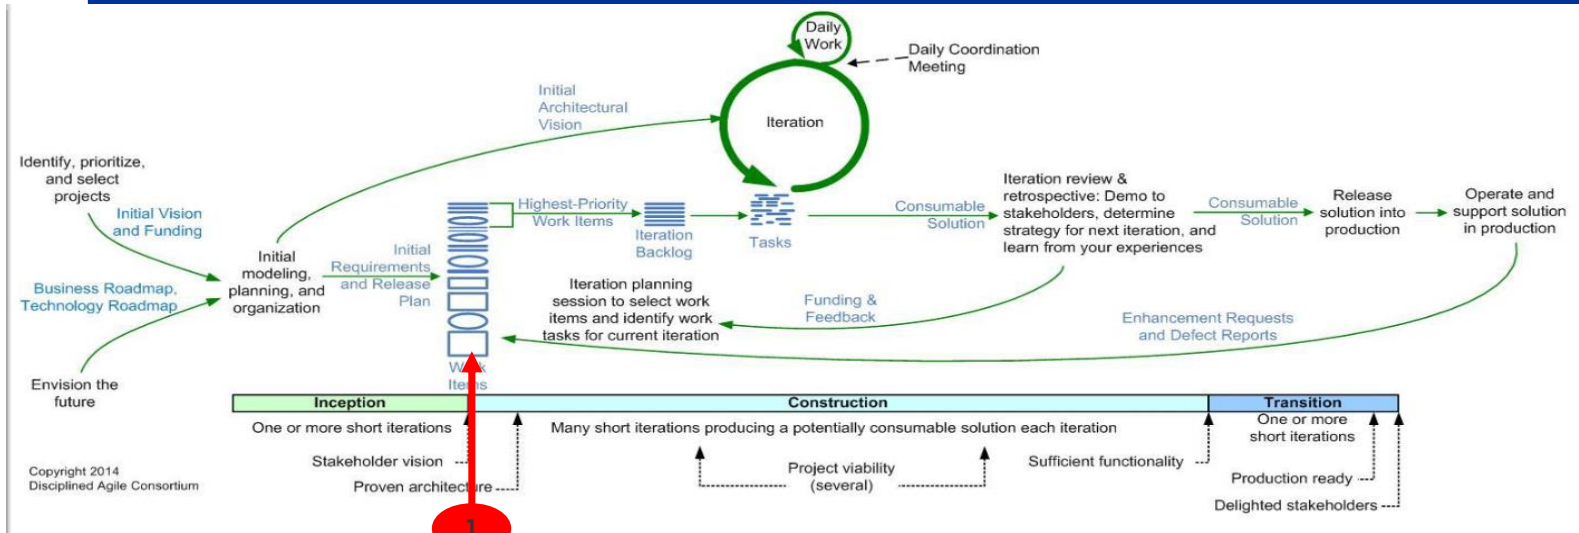 Daily
Work
Daily Coordination
Meeting
Initial
Architectural
Vision
Iteration
Identify, prioritize,
and select
projects
Initial Vision
and Funding
Business Roadmap,
Technology Roadmap
Envision the
future
Initial
modeling,
planning, and
organization
Initial
Requirements
and Release
Plan
Highest-Priority
Work Items
Iteration
Backlog
Tasks
Work
Items
Consumable
Solution
Iteration review &
retrospective: Demo to
stakeholders, determine
strategy for next iteration, and
learn from your experiences
Consumable
Solution
Release
solution into
production
Operate and
support solution
in production
Iteration planning
session to select work
items and identify work
tasks for current iteration
Funding &
Feedback
Enhancement Requests
and Defect Reports
Inception
Construction
Transition
One or more short iterations
Many short iterations producing a potentially consumable solution each iteration
One or more
short iterations
Stakeholder vision
Proven architecture
Project viability
(several)
Sufficient functionality
Production ready
Delighted stakeholders
Copyright 2014
Disciplined Agile Consortium
1